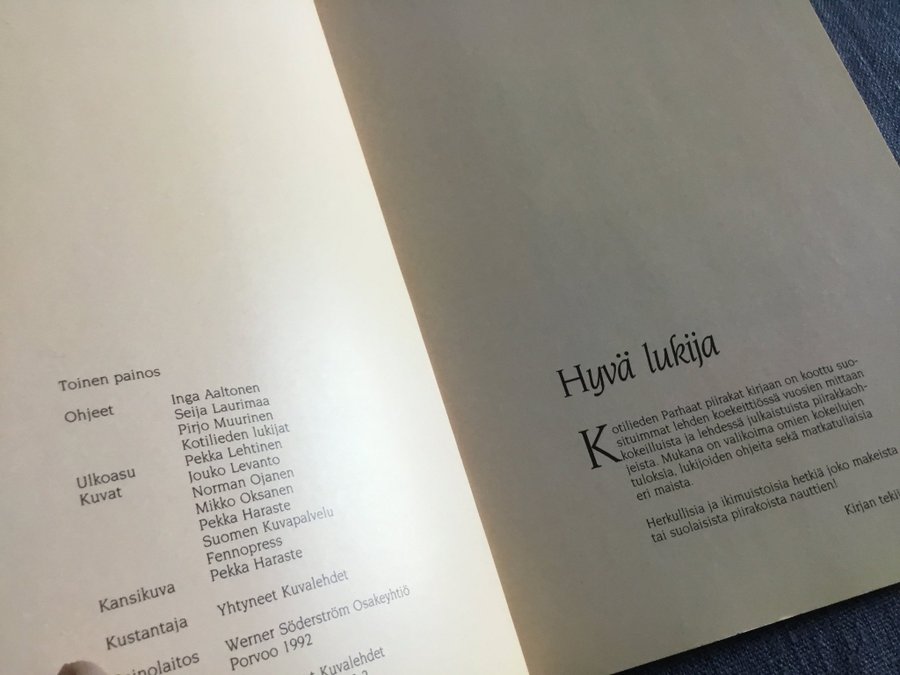 Toinen painos
Ohjeet Inga Aaltonen
Seija Laurimaa
Pirjo Muurinen
Kotilieden lukijat
Ulkoasu Pekka Lehtinen
Kuvat Jouko Levanto
Norman Ojanen
Mikko Oksanen
Pekka Haraste
Suomen Kuvapalvelu
Fennopress
Kansikuva Pekka Haraste
Kustantaja Yhtyneet Kuvalehdet
Werner Söderström Osakeyhtiö
Porvoo 1992
Kuvalehdet
Hyvä lukija
Kotilieden Parhaat piirakat kirjaan on koottu suo-
situimmat lehden koekeittiössä vuosien mittaan
kokeilluista ja lehdessä julkaistuista piirakkaoh-
jeista. Mukana on valikoima omien kokeilujen
tuloksia, lukijoiden ohjeita sekä matkatuliaisia
eri maista.
Herkullisia ja ikimuistoisia hetkiä joko makeista
tai suolaisista piirakoista nauttien!
Kirjan